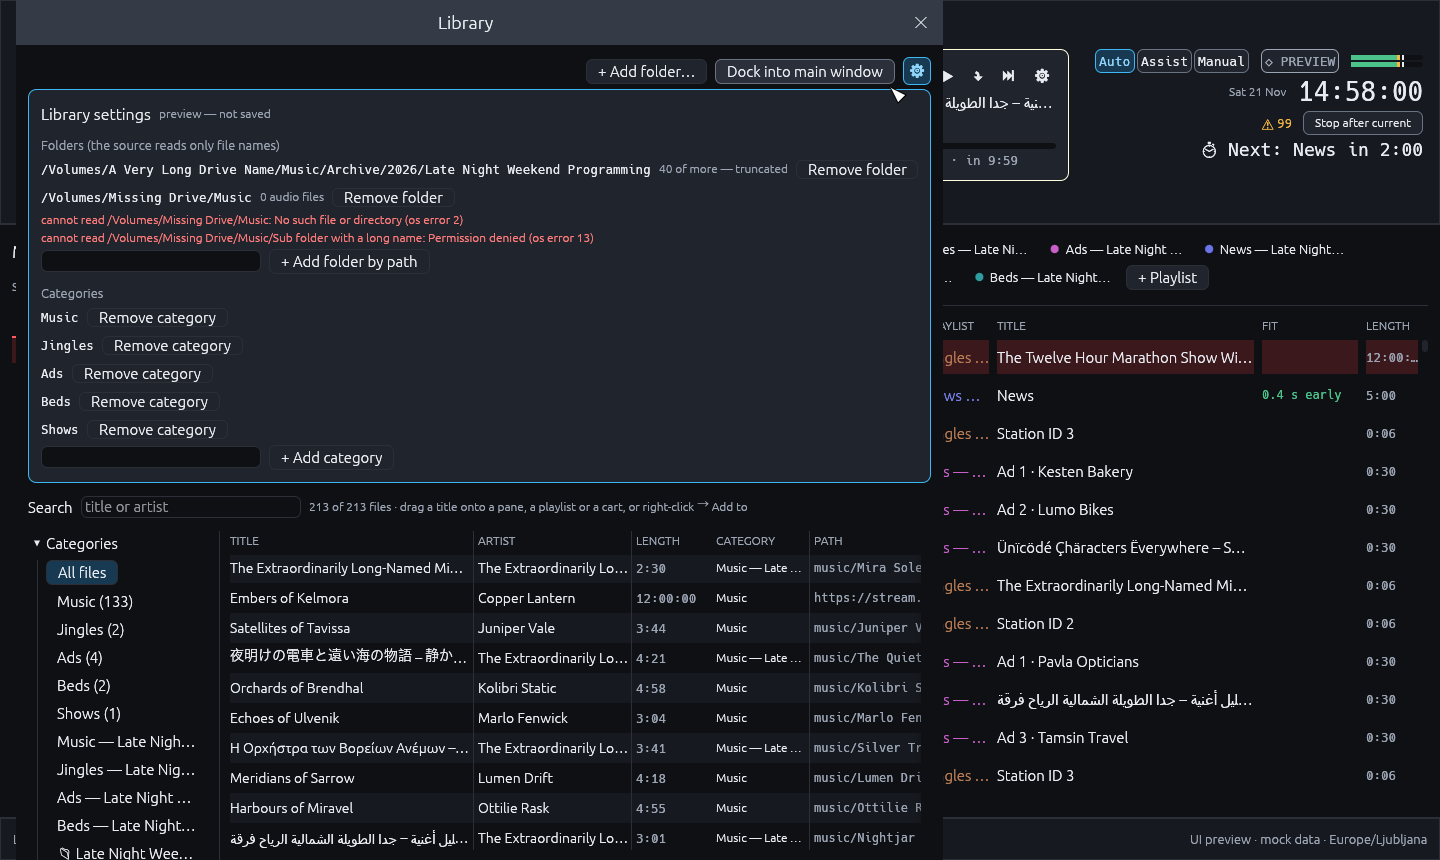 Library
+ Add folder…
Dock into main window
Library settings preview — not saved
Folders (the source reads only file names)
/Volumes/A Very Long Drive Name/Music/Archive/2026/Late Night Weekend Programming 40 of more — truncated Remove folder
/Volumes/Missing Drive/Music 0 audio files Remove folder
cannot read /Volumes/Missing Drive/Music: No such file or directory (os error 2)
cannot read /Volumes/Missing Drive/Music/Sub folder with a long name: Permission denied (os error 13)
+ Add folder by path
Categories
Music Remove category
Jingles Remove category
Ads Remove category
Beds Remove category
Shows Remove category
+ Add category
Search title or artist 213 of 213 files · drag a title onto a pane, a playlist or a cart, or right-click → Add to
▾ Categories
All files
Music (133)
Jingles (2)
Ads (4)
Beds (2)
Shows (1)
Music — Late Nigh…
Jingles — Late Nig…
Ads — Late Night …
Beds — Late Night…
Late Night Wee…
TITLE ARTIST LENGTH CATEGORY PATH
The Extraordinarily Long-Named Mi… The Extraordinarily Lo… 2:30 Music — Late … music/Mira Sole
Embers of Kelmora Copper Lantern 12:00:00 Music https://stream.
Satellites of Tavissa Juniper Vale 3:44 Music music/Juniper V
夜明けの電車と遠い海の物語 – 静か… The Extraordinarily Lo… 4:21 Music — Late … music/The Quiet
Orchards of Brendhal Kolibri Static 4:58 Music music/Kolibri S
Echoes of Ulvenik Marlo Fenwick 3:04 Music music/Marlo Fen
Η Ορχήστρα των Βορείων Ανέμων –… The Extraordinarily Lo… 3:41 Music — Late … music/Silver Tr
Meridians of Sarrow Lumen Drift 4:18 Music music/Lumen Dri
Harbours of Miravel Ottilie Rask 4:55 Music music/Ottilie R
…ليل أغنية – جدا الطويلة الشمالية الرياح فرقة The Extraordinarily Lo… 3:01 Music — Late … music/Nightjar
Auto Assist Manual ◇ PREVIEW
Sat 21 Nov 14:58:00
⚠ 99 Stop after current
Next: News in 2:00
…نية – جدا الطويلة
· in 9:59
es — Late Ni… Ads — Late Night … News — Late Night…
… Beds — Late Night… + Playlist
AYLIST TITLE FIT LENGTH
gles … The Twelve Hour Marathon Show Wi… 12:00:…
ws … News 0.4 s early 5:00
gles … Station ID 3 0:06
s — … Ad 1 · Kesten Bakery 0:30
s — … Ad 2 · Lumo Bikes 0:30
s — … Ünïcödé Çhäracters Ëverywhere – S… 0:30
gles … The Extraordinarily Long-Named Mi… 0:06
gles … Station ID 2 0:06
s — … Ad 1 · Pavla Opticians 0:30
s — … …ليل أغنية – جدا الطويلة الشمالية الرياح فرقة 0:30
s — … Ad 3 · Tamsin Travel 0:30
gles … Station ID 3 0:06
UI preview · mock data · Europe/Ljubljana